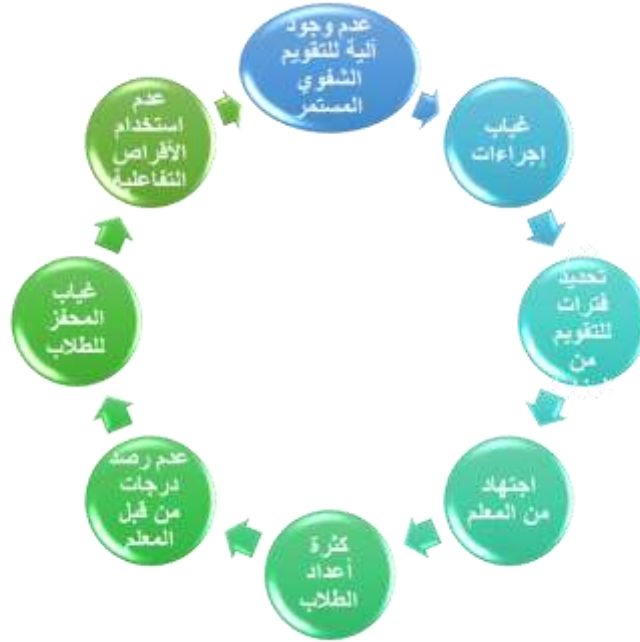 عدم وجود
آلية للتقويم
الشفوي
المستمر
غياب
إجراءات
تحديد
فترات
للتقويم
من
اجتهاد
من المعلم
كثرة
أعداد
الطلاب
عدم رصد
درجات
من قبل
المعلم
غياب
المحفز
للطلاب
عدم
استخدام
الأقراص
التفاعلية